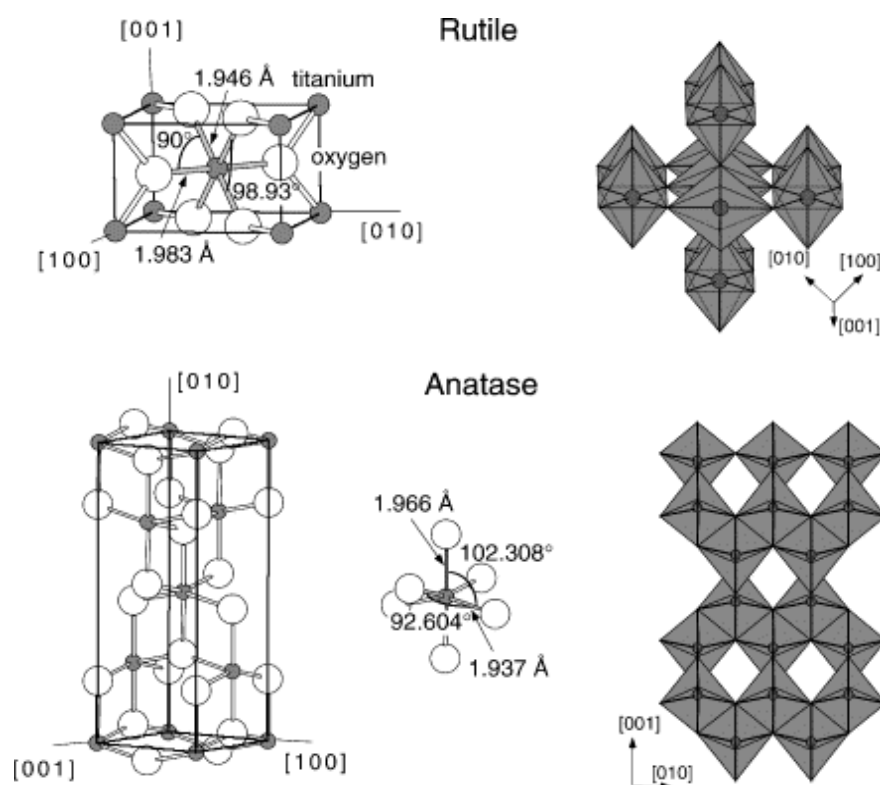 Rutile
[001]
1.946 Å
titanium
90°
oxygen
98.93°
[010]
[100]
1.983 Å
[010]
[100]
[001]
Anatase
[010]
1.966 Å
102.308°
92.604°
1.937 Å
[001]
[100]
[001]
[010]